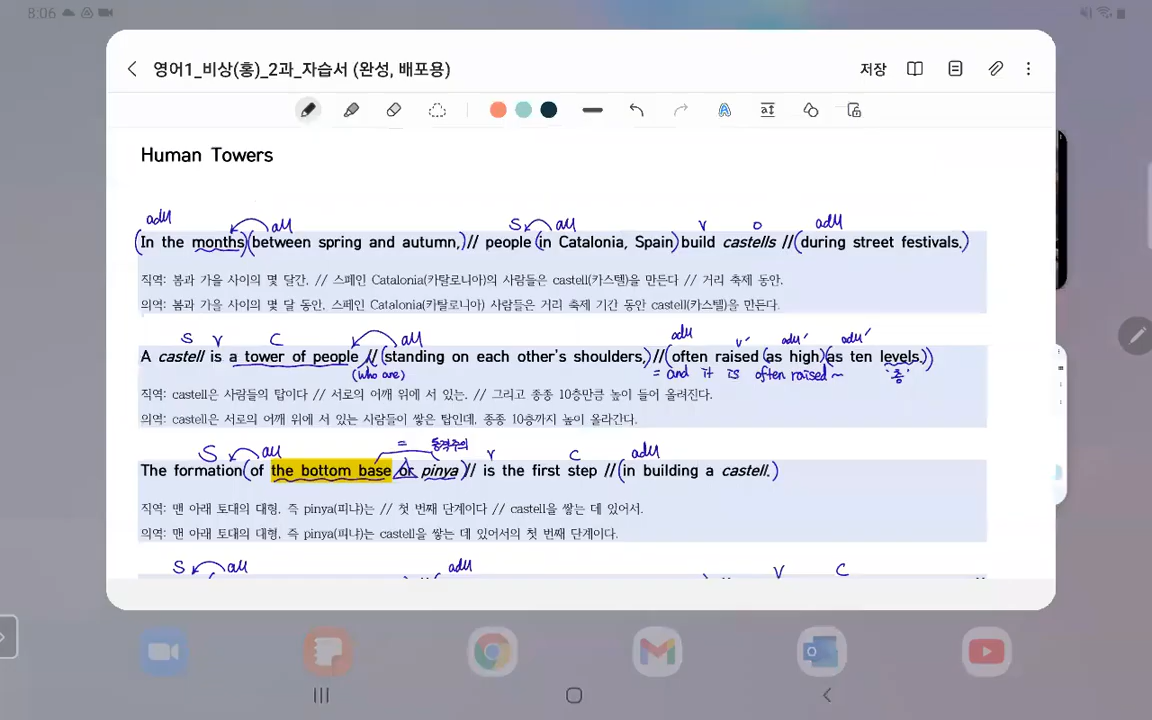 8:06
영어1_비상(홍)_2과_자습서 (완성, 배포용)
저장
Human Towers
adv adj S adj V O adv
(In the months)(between spring and autumn,)// people (in Catalonia, Spain) build castells //(during street festivals.)
직역: 봄과 가을 사이의 몇 달간, // 스페인 Catalonia(카탈로니아)의 사람들은 castell(카스텔)을 만든다 // 거리 축제 동안.
의역: 봄과 가을 사이의 몇 달 동안, 스페인 Catalonia(카탈로니아) 사람들은 거리 축제 기간 동안 castell(카스텔)을 만든다.
S V C adj adv v' adv' adv'
A castell is a tower of people //(standing on each other's shoulders,)//(often raised (as high)(as ten levels.))
(who are) = and it is often raised ~ '층'
직역: castell은 사람들의 탑이다 // 서로의 어깨 위에 서 있는. // 그리고 종종 10층만큼 높이 들어 올려진다.
의역: castell은 서로의 어깨 위에 서 있는 사람들이 쌓은 탑인데, 종종 10층까지 높이 올라간다.
S adj = 동격주의 V C adv
The formation (of the bottom base or pinya)// is the first step //(in building a castell.)
직역: 맨 아래 토대의 대형, 즉 pinya(피냐)는 // 첫 번째 단계이다 // castell을 쌓는 데 있어서.
의역: 맨 아래 토대의 대형, 즉 pinya(피냐)는 castell을 쌓는 데 있어서의 첫 번째 단계이다.
S adj adv V C